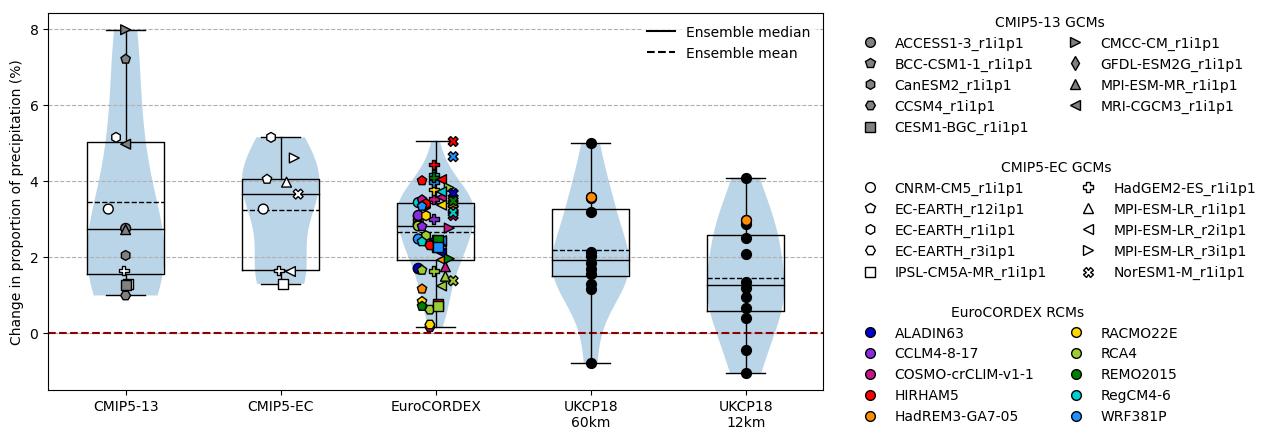 Change in proportion of precipitation (%)
8
6
4
2
0
Ensemble median
Ensemble mean
CMIP5-13
CMIP5-EC
EuroCORDEX
UKCP18
60km
UKCP18
12km
CMIP5-13 GCMs
ACCESS1-3_r1i1p1
BCC-CSM1-1_r1i1p1
CanESM2_r1i1p1
CCSM4_r1i1p1
CESM1-BGC_r1i1p1
CMCC-CM_r1i1p1
GFDL-ESM2G_r1i1p1
MPI-ESM-MR_r1i1p1
MRI-CGCM3_r1i1p1
CMIP5-EC GCMs
CNRM-CM5_r1i1p1
EC-EARTH_r12i1p1
EC-EARTH_r1i1p1
EC-EARTH_r3i1p1
IPSL-CM5A-MR_r1i1p1
HadGEM2-ES_r1i1p1
MPI-ESM-LR_r1i1p1
MPI-ESM-LR_r2i1p1
MPI-ESM-LR_r3i1p1
NorESM1-M_r1i1p1
EuroCORDEX RCMs
ALADIN63
CCLM4-8-17
COSMO-crCLIM-v1-1
HIRHAM5
HadREM3-GA7-05
RACMO22E
RCA4
REMO2015
RegCM4-6
WRF381P